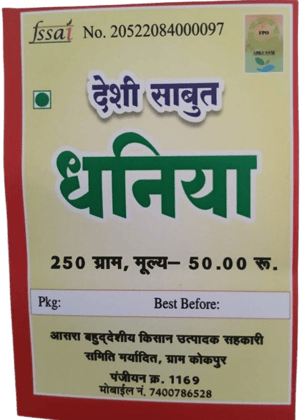 fssai No. 20522084000097
FPO
देशी साबुत
धनिया
250 ग्राम, मूल्य– 50.00 रू.
Pkg: Best Before:
आसरा बहुद्देशीय किसान उत्पादक सहकारी
समिति मर्यादित, ग्राम कोकपुर
पंजीयन क्र. 1169
मोबाईल नं. 7400786528